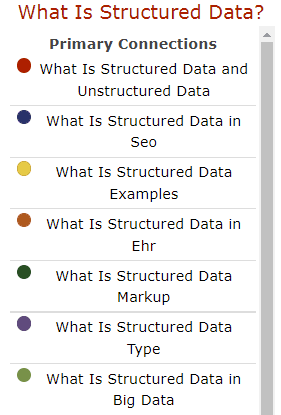 What Is Structured Data?
Primary Connections
What Is Structured Data and
Unstructured Data
What Is Structured Data in
Seo
What Is Structured Data
Examples
What Is Structured Data in
Ehr
What Is Structured Data
Markup
What Is Structured Data
Type
What Is Structured Data in
Big Data